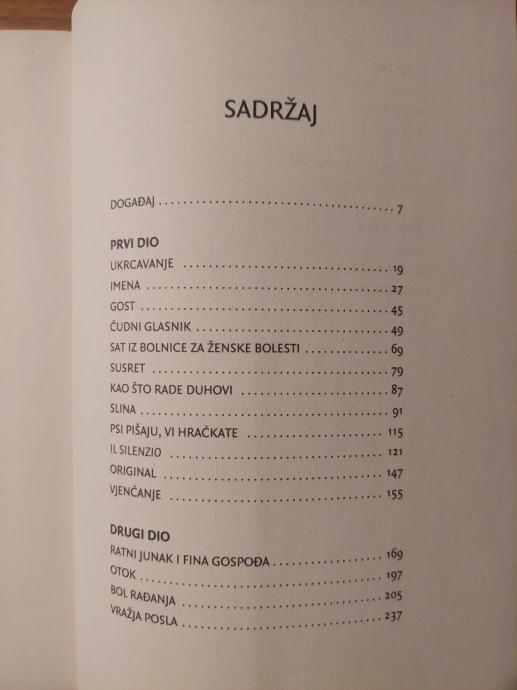 SADRŽAJ
DOGAĐAJ ........................................ 7
PRVI DIO
UKRCAVANJE ........................................ 19
IMENA ........................................ 27
GOST ........................................ 45
ČUDNI GLASNIK ........................................ 49
SAT IZ BOLNICE ZA ŽENSKE BOLESTI ................ 69
SUSRET ........................................ 79
KAO ŠTO RADE DUHOVI ............................ 87
SLINA ........................................ 91
PSI PIŠAJU, VI HRAČKATE ........................ 115
IL SILENZIO ........................................ 121
ORIGINAL ........................................ 147
VJENČANJE ........................................ 155
DRUGI DIO
RATNI JUNAK I FINA GOSPOĐA .................... 169
OTOK ........................................ 197
BOL RAĐANJA ........................................ 205
VRAŽJA POSLA ........................................ 237